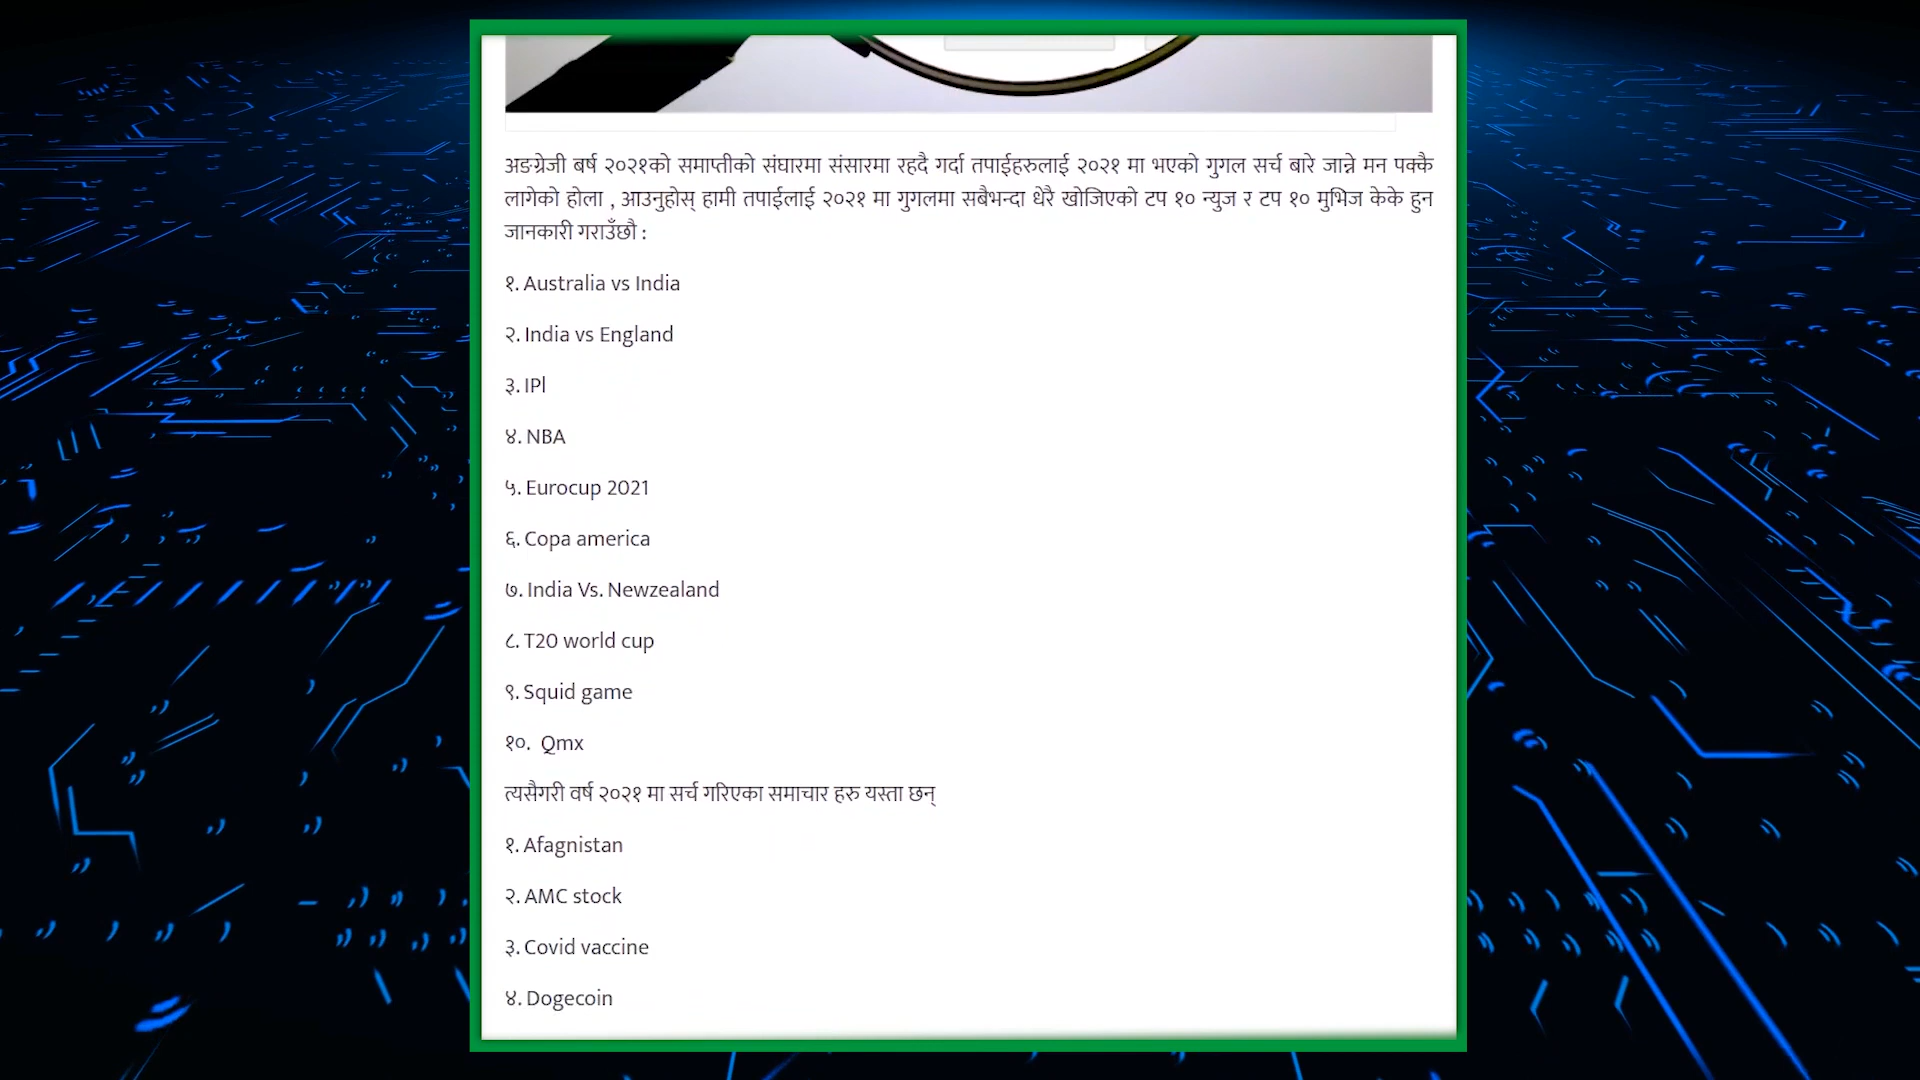 अङग्रेजी बर्ष २०२१को समाप्तीको संघारमा संसारमा रहदै गर्दा तपाईहरुलाई २०२१ मा भएको गुगल सर्च बारे जान्ने मन पक्कै
लागेको होला , आउनुहोस् हामी तपाईलाई २०२१ मा गुगलमा सबैभन्दा धेरै खोजिएको टप १० न्युज र टप १० मुभिज केके हुन
जानकारी गराउँछौ :
१. Australia vs India
२. India vs England
३. IPl
४. NBA
५. Eurocup 2021
६. Copa america
७. India Vs. Newzealand
८. T20 world cup
९. Squid game
१०. Qmx
त्यसैगरी वर्ष २०२१ मा सर्च गरिएका समाचार हरु यस्ता छन्
१. Afagnistan
२. AMC stock
३. Covid vaccine
४. Dogecoin